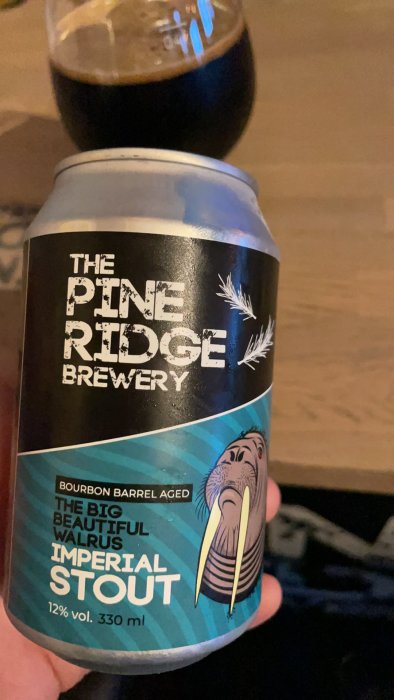 THE
PINE
RIDGE
BREWERY
BOURBON BARREL AGED
THE BIG
BEAUTIFUL
WALRUS
IMPERIAL
STOUT
12% vol. 330 ml